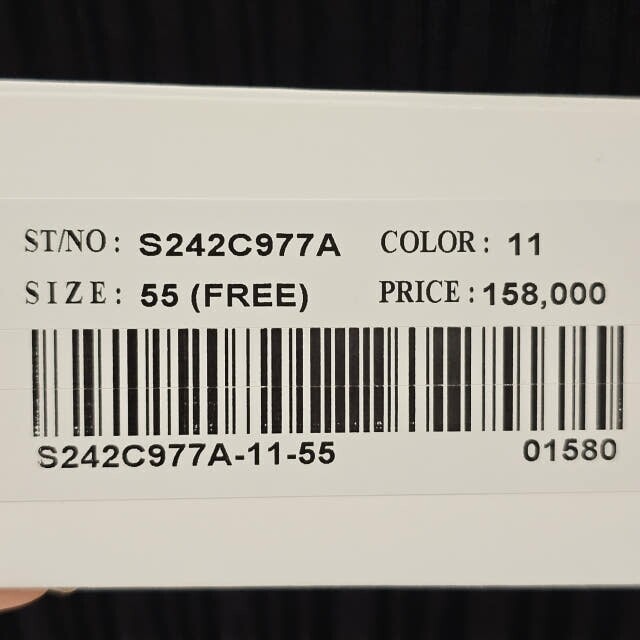 ST/NO: S242C977A COLOR: 11
SIZE: 55 (FREE) PRICE: 158,000
S242C977A-11-55 01580